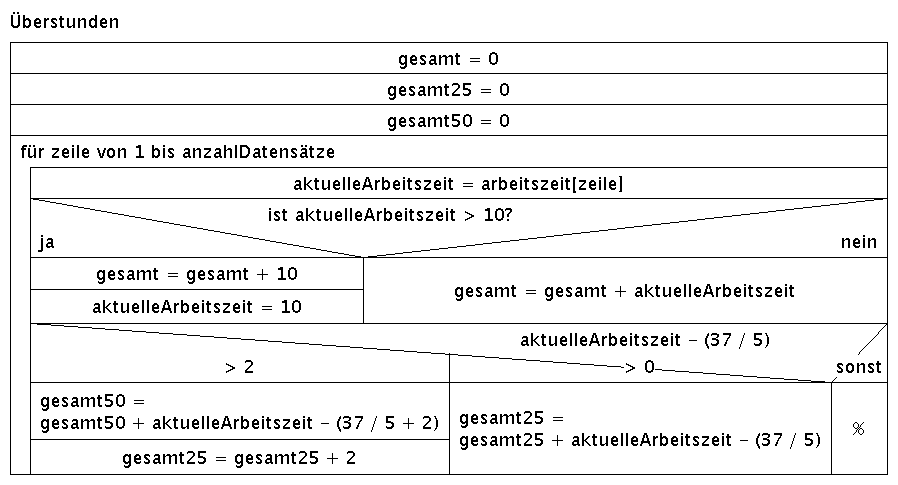 Überstunden
gesamt = 0
gesamt25 = 0
gesamt50 = 0
für zeile von 1 bis anzahlDatensätze
aktuelleArbeitszeit = arbeitszeit[zeile]
ist aktuelleArbeitszeit > 10?
ja
nein
gesamt = gesamt + 10
aktuelleArbeitszeit = 10
gesamt = gesamt + aktuelleArbeitszeit
aktuelleArbeitszeit – (37 / 5)
> 2
> 0
sonst
gesamt50 =
gesamt50 + aktuelleArbeitszeit – (37 / 5 + 2)
gesamt25 = gesamt25 + 2
gesamt25 =
gesamt25 + aktuelleArbeitszeit – (37 / 5)
%